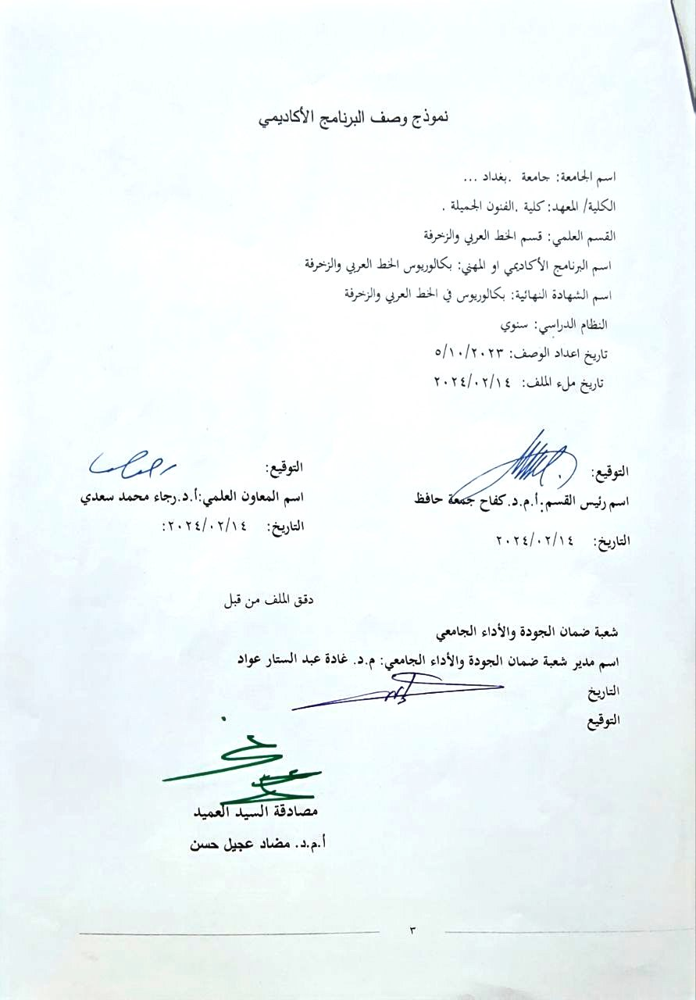 نموذج وصف البرنامج الأكاديمي
اسم الجامعة: جامعة .بغداد ...
الكلية/ المعهد: كلية .الفنون الجميلة .
القسم العلمي: قسم الخط العربي والزخرفة
اسم البرنامج الأكاديمي او المهني: بكالوريوس الخط العربي والزخرفة
اسم الشهادة النهائية: بكالوريوس في الخط العربي والزخرفة
النظام الدراسي: سنوي
تاريخ اعداد الوصف: ٥/١٠/٢٠٢٣
تاريخ ملء الملف: ٢٠٢٤/٠٢/١٤
التوقيع:
اسم رئيس القسم: أ.م.د.كفاح جمعة حافظ
التاريخ: ٢٠٢٤/٠٢/١٤
التوقيع:
اسم المعاون العلمي:أ.د.رجاء محمد سعدي
التاريخ: ٢٠٢٤/٠٢/١٤:
دقق الملف من قبل
شعبة ضمان الجودة والأداء الجامعي
اسم مدير شعبة ضمان الجودة والأداء الجامعي: م.د. غادة عبد الستار عواد
التاريخ
التوقيع
مصادقة السيد العميد
أ.م.د. مضاد عجيل حسن
٣